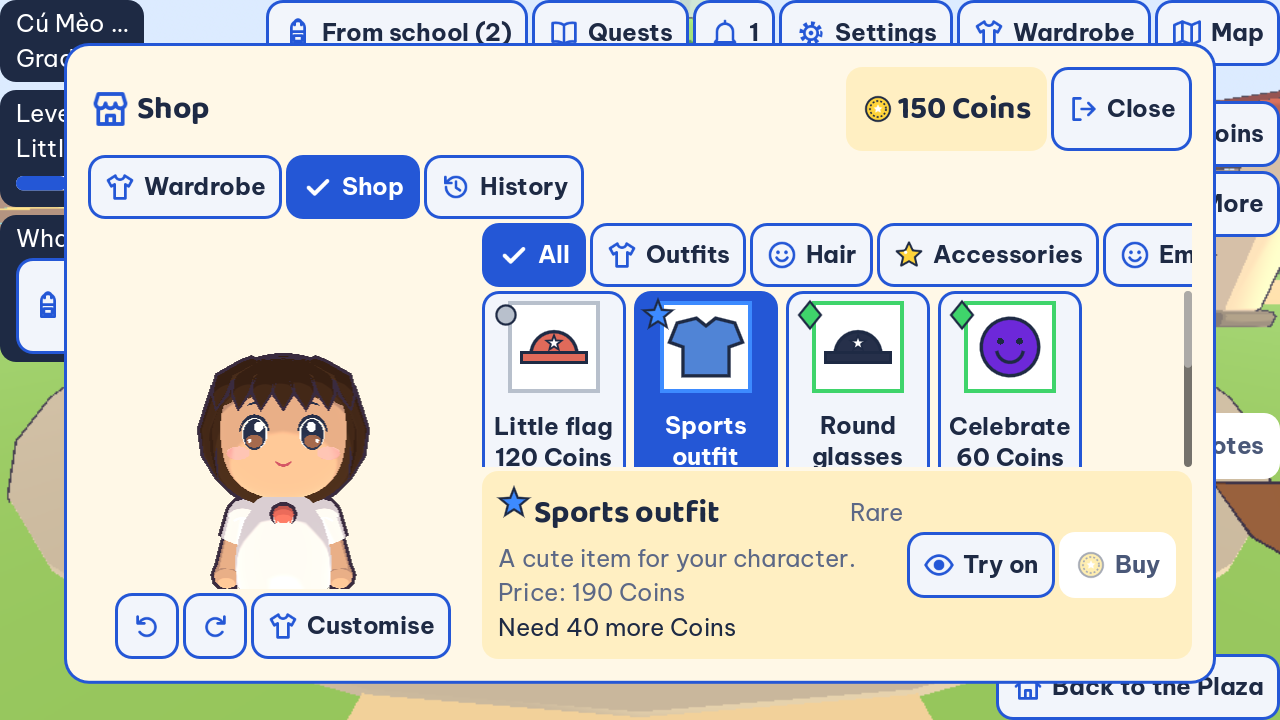 Cú Mèo ...
From school (2)
Quests
1
Settings
Wardrobe
Map
Shop
150 Coins
Close
Wardrobe
Shop
History
All
Outfits
Hair
Accessories
Little flag
120 Coins
Sports
outfit
Round
glasses
Celebrate
60 Coins
Sports outfit
Rare
A cute item for your character.
Price: 190 Coins
Need 40 more Coins
Try on
Buy
Customise
Back to the Plaza